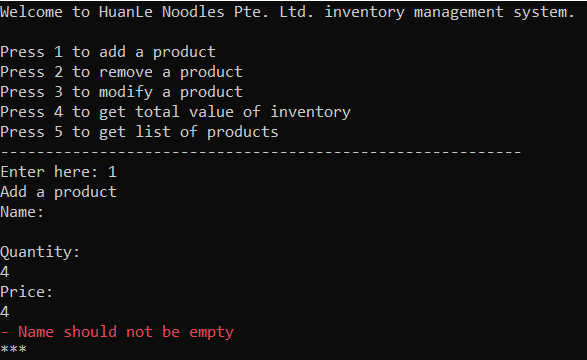 Welcome to HuanLe Noodles Pte. Ltd. inventory management system.
Press 1 to add a product
Press 2 to remove a product
Press 3 to modify a product
Press 4 to get total value of inventory
Press 5 to get list of products
----------------------------------------------------------
Enter here: 1
Add a product
Name:
Quantity:
4
Price:
4
- Name should not be empty
***